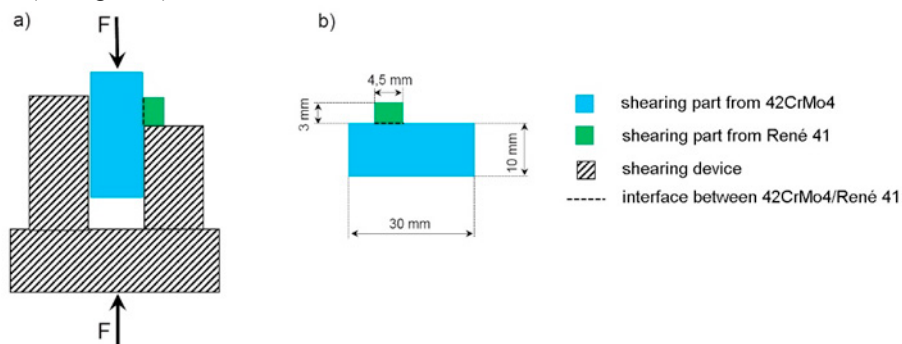 a)
F
F
b)
4,5 mm
3 mm
10 mm
30 mm
shearing part from 42CrMo4
shearing part from René 41
shearing device
interface between 42CrMo4/René 41